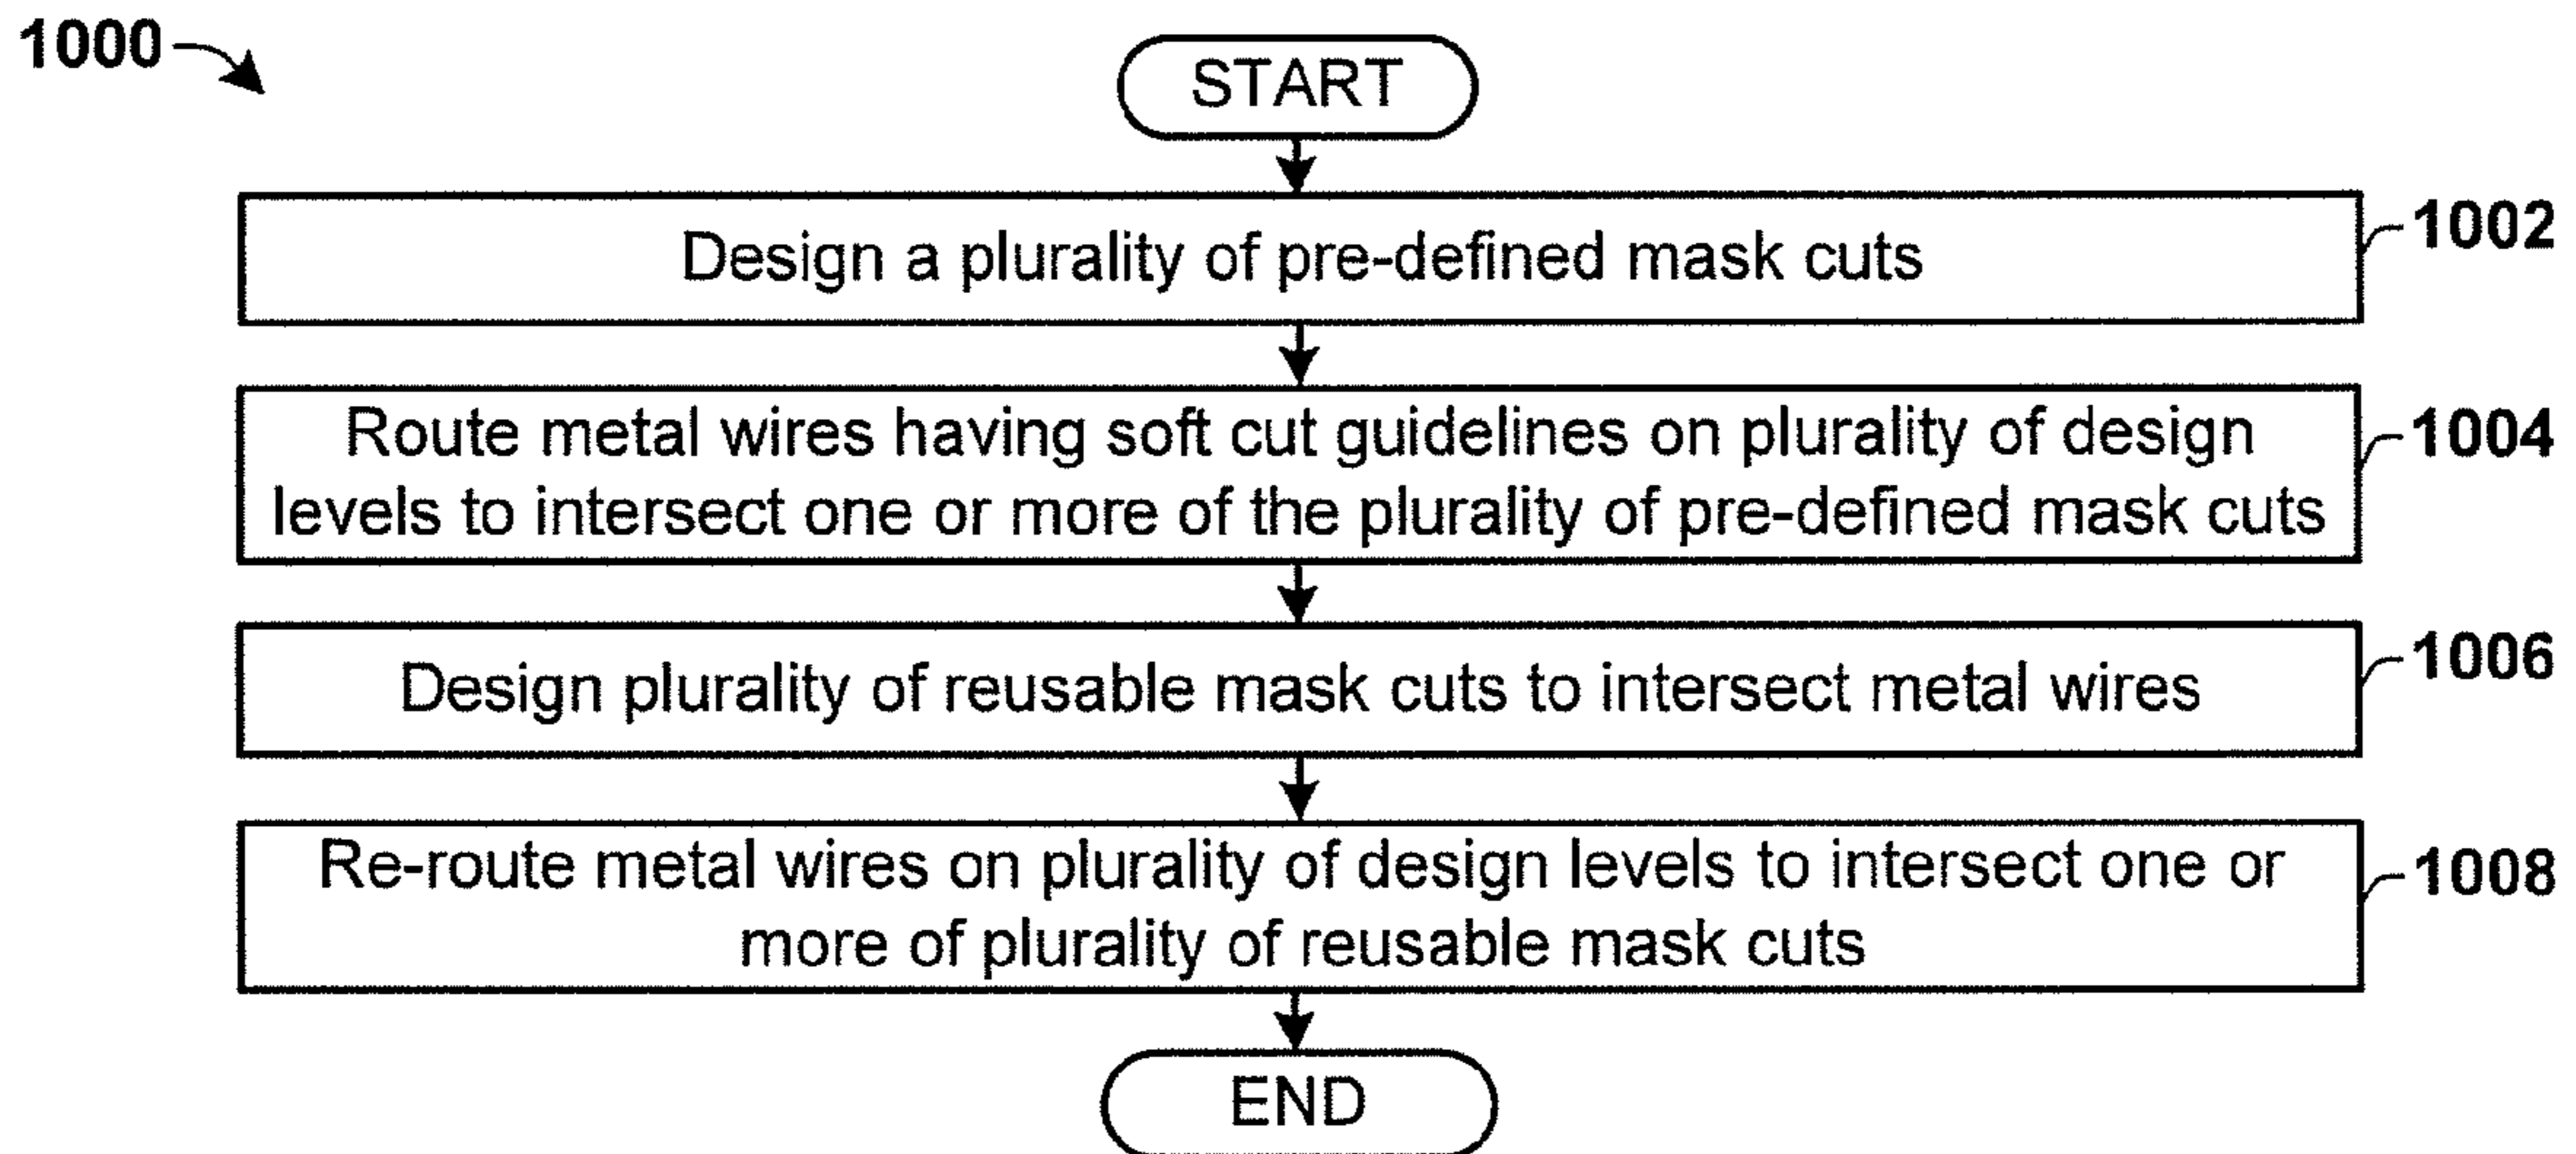 1000
START
Design a plurality of pre-defined mask cuts
1002
Route metal wires having soft cut guidelines on plurality of design
levels to intersect one or more of the plurality of pre-defined mask cuts
1004
Design plurality of reusable mask cuts to intersect metal wires
1006
Re-route metal wires on plurality of design levels to intersect one or
more of plurality of reusable mask cuts
1008
END